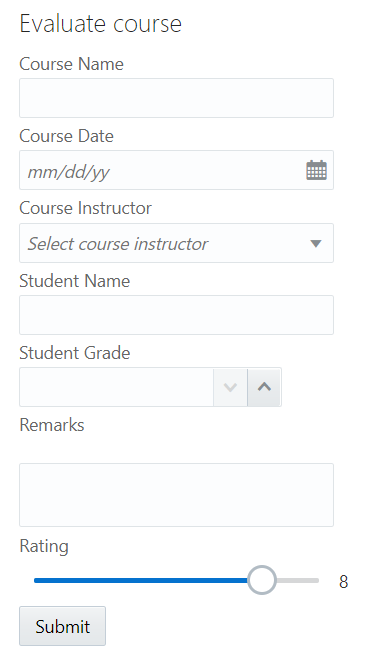 Evaluate course
Course Name
Course Date
mm/dd/yy
Course Instructor
Select course instructor
Student Name
Student Grade
Remarks
Rating
8
Submit